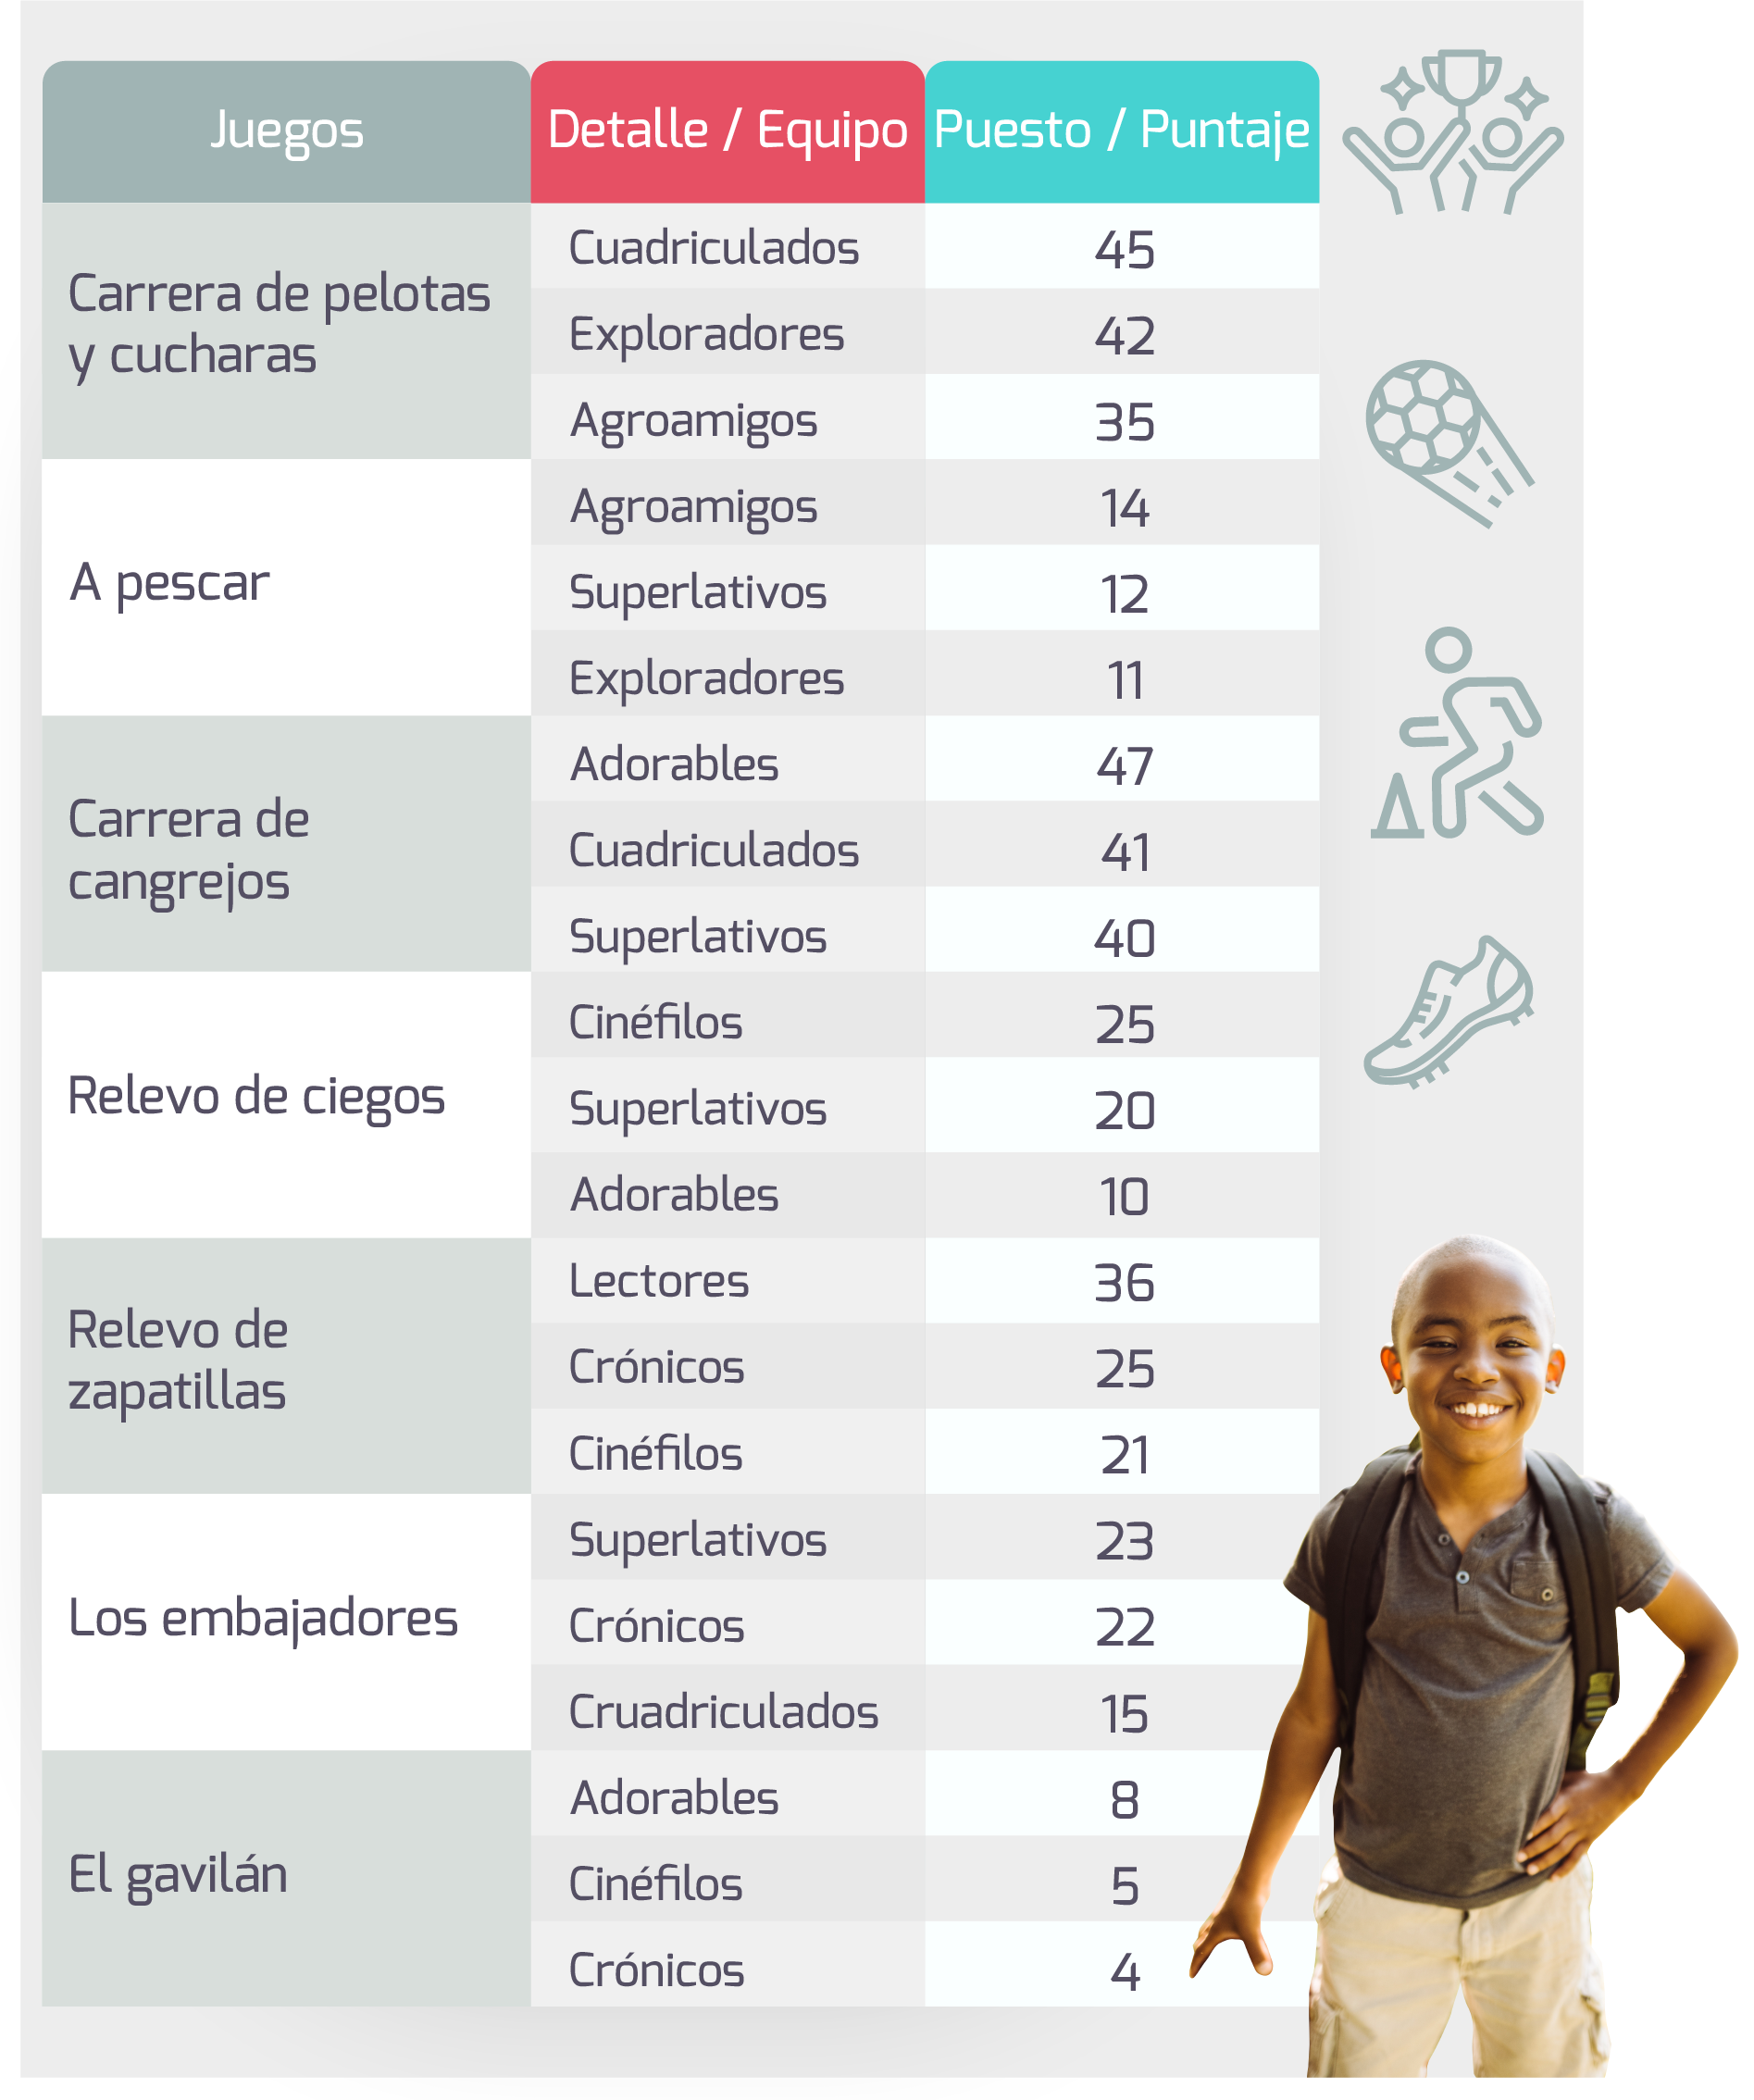 Juegos Detalle / Equipo Puesto / Puntaje
Carrera de pelotas
y cucharas
Cuadriculados 45
Exploradores 42
Agroamigos 35
A pescar
Agroamigos 14
Superlativos 12
Exploradores 11
Carrera de
cangrejos
Adorables 47
Cuadriculados 41
Superlativos 40
Relevo de ciegos
Cinéfilos 25
Superlativos 20
Adorables 10
Relevo de
zapatillas
Lectores 36
Crónicos 25
Cinéfilos 21
Los embajadores
Superlativos 23
Crónicos 22
Cruadriculados 15
El gavilán
Adorables 8
Cinéfilos 5
Crónicos 4